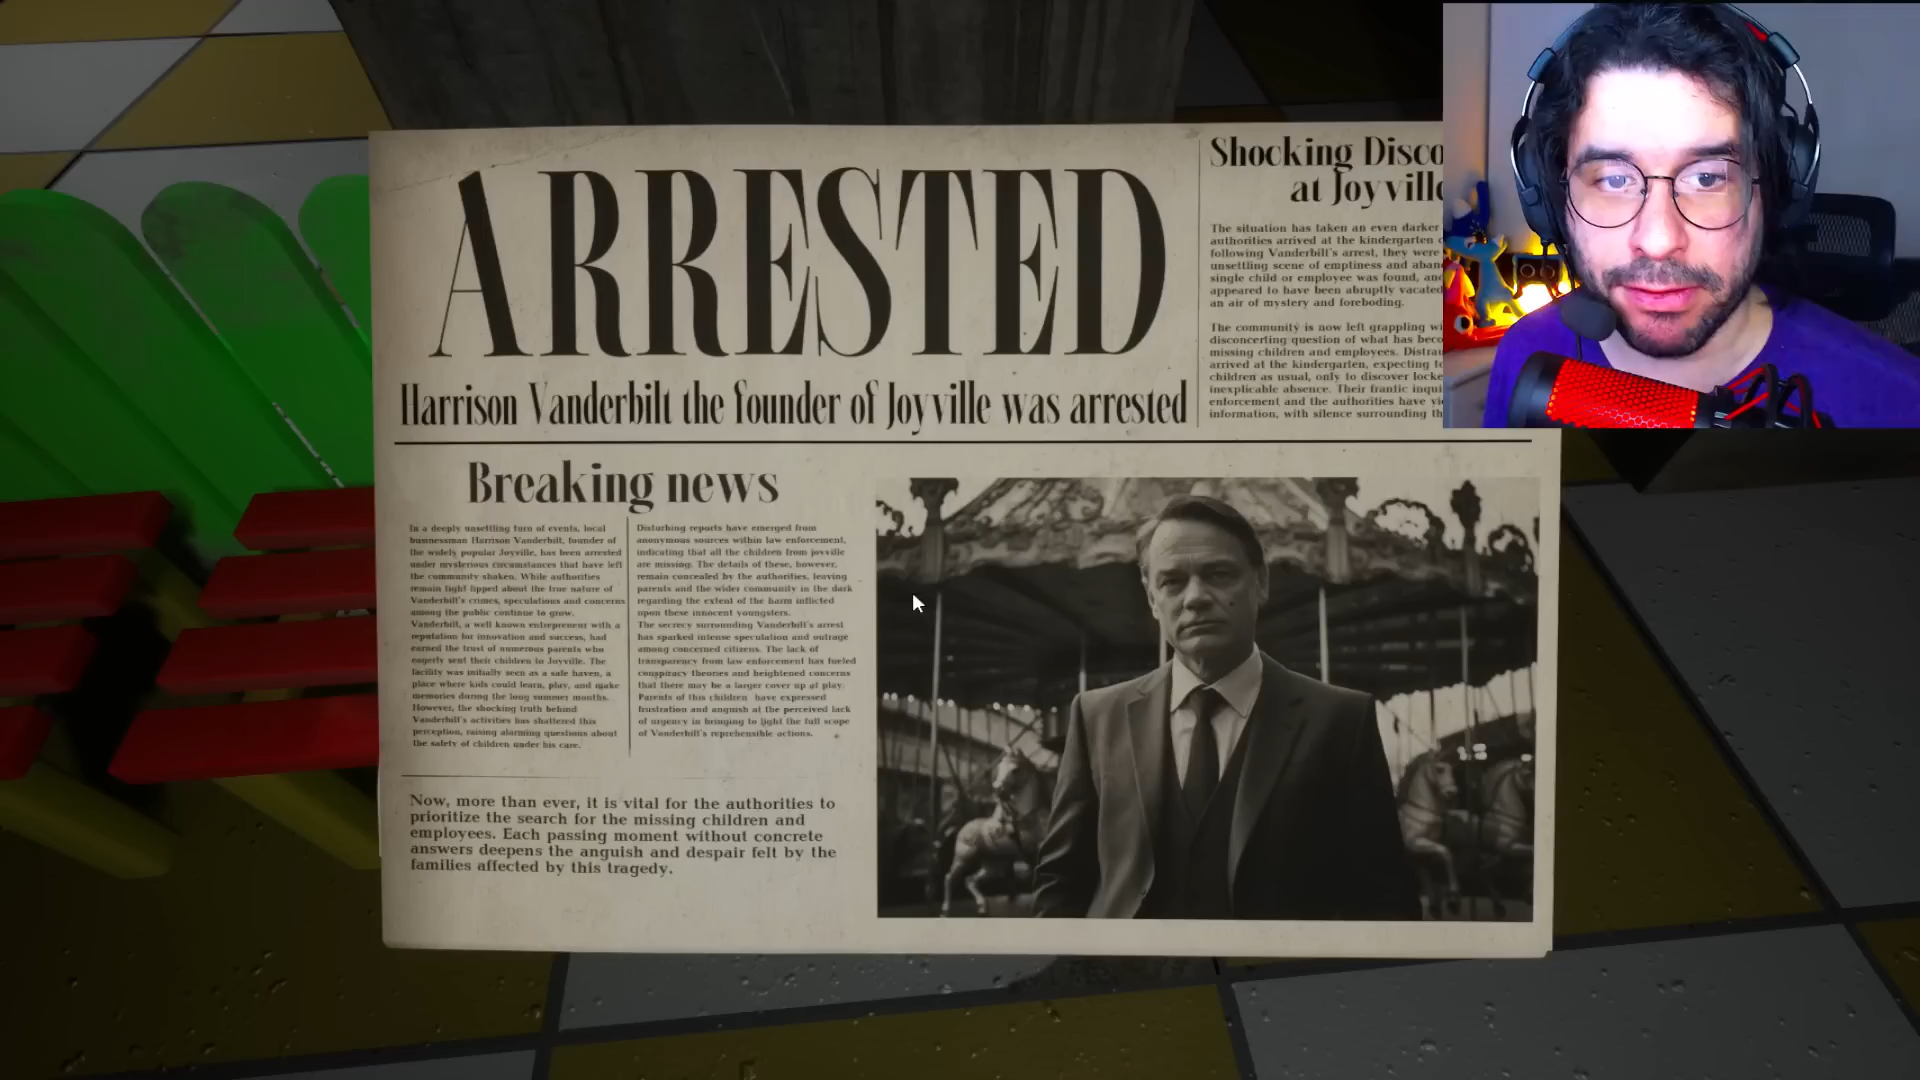 ARRESTED
Harrison Vanderbilt the founder of Joyville was arrested
Shocking Disco
at Joyville
The situation has taken an even darker
authorities arrived at the kindergarten
following Vanderbilt's arrest, they were
unsettling scene of emptiness and aban
single child or employee was found, and
appeared to have been abruptly vacated
an air of mystery and foreboding.
The community is now left grappling wi
disconcerting question of what has beco
missing children and employees. Distrau
arrived at the kindergarten, expecting to
children as usual, only to discover locke
inexplicable absence. Their frantic inqui
enforcement and the authorities have yi
information, with silence surrounding th
Breaking news
In a deeply unsettling turn of events, local
businessman Harrison Vanderbilt, founder of
the widely popular Joyville, has been arrested
under mysterious circumstances that have left
the community shaken. While authorities
remain tight-lipped about the true nature of
Vanderbilt's crimes, speculations and concerns
among the public continue to grow.
Vanderbilt, a well known entrepreneur with a
reputation for innovation and success, had
earned the trust of numerous parents who
eagerly sent their children to Joyville. The
facility was initially seen as a safe haven, a
place where kids could learn, play, and make
memories during the long summer months.
However, the shocking truth behind
Vanderbilt's activities has shattered this
perception, raising alarming questions about
the safety of children under his care.
Disturbing reports have emerged from
anonymous sources within law enforcement,
indicating that all the children from joyville
are missing. The details of these, however,
remain concealed by the authorities, leaving
parents and the wider community in the dark
regarding the extent of the harm inflicted
upon these innocent youngsters.
The secrecy surrounding Vanderbilt's arrest
has sparked intense speculation and outrage
among concerned citizens. The lack of
transparency from law enforcement has fueled
conspiracy theories and heightened concerns
that there may be a larger cover up at play.
Parents of this children have expressed
frustration and anguish at the perceived lack
of urgency in bringing to light the full scope
of Vanderbilt's reprehensible actions.
Now, more than ever, it is vital for the authorities to
prioritize the search for the missing children and
employees. Each passing moment without concrete
answers deepens the anguish and despair felt by the
families affected by this tragedy.